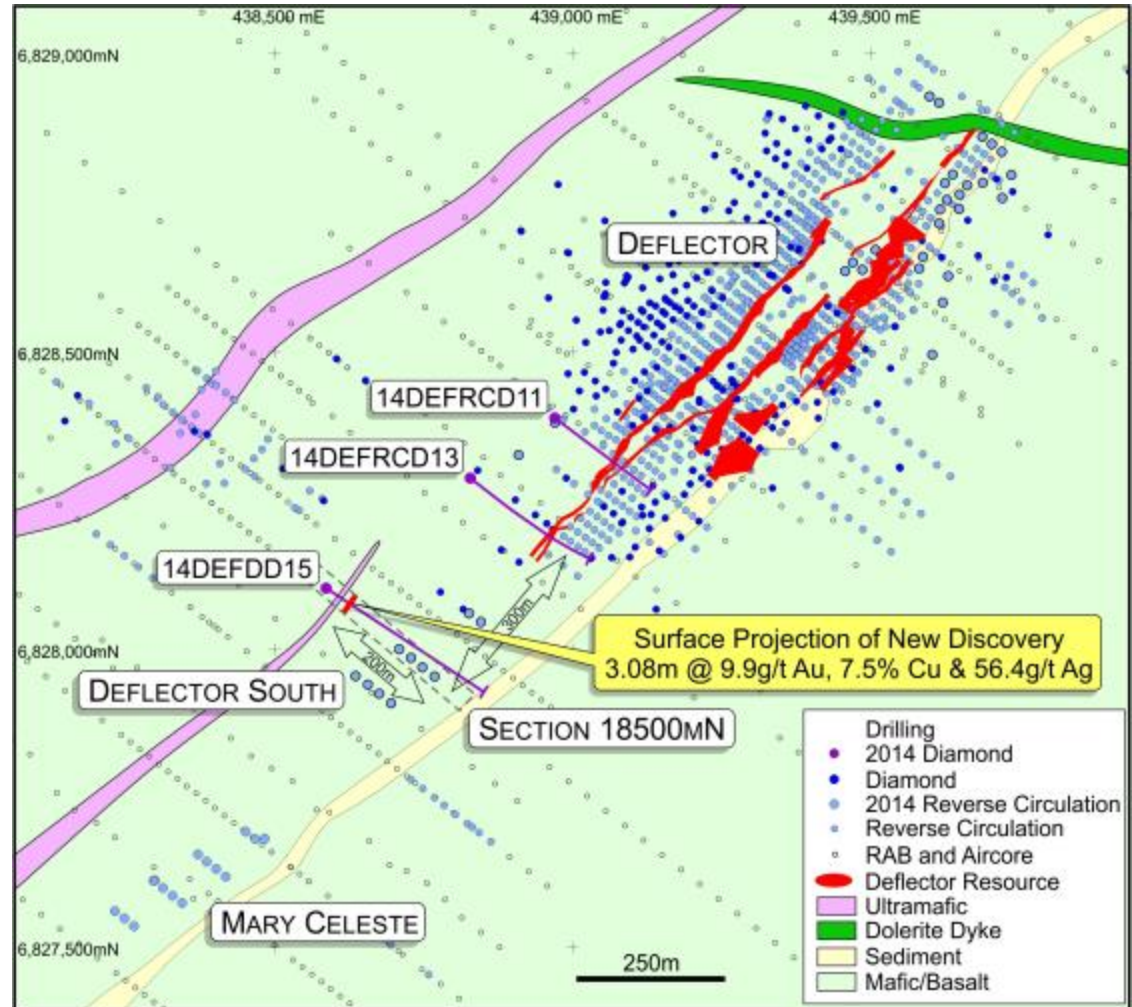 438,500 mE
439,000 mE
439,500 mE
6,829,000mN
DEFLECTOR
6,828,500mN
14DEFRCD11
14DEFRCD13
14DEFDD15
300m
Surface Projection of New Discovery
3.08m @ 9.9g/t Au, 7.5% Cu & 56.4g/t Ag
6,828,000mN
200m
DEFLECTOR SOUTH
SECTION 18500MN
Drilling
2014 Diamond
Diamond
2014 Reverse Circulation
Reverse Circulation
RAB and Aircore
Deflector Resource
Ultramafic
Dolerite Dyke
Sediment
Mafic/Basalt
MARY CELESTE
6,827,500mN
250m